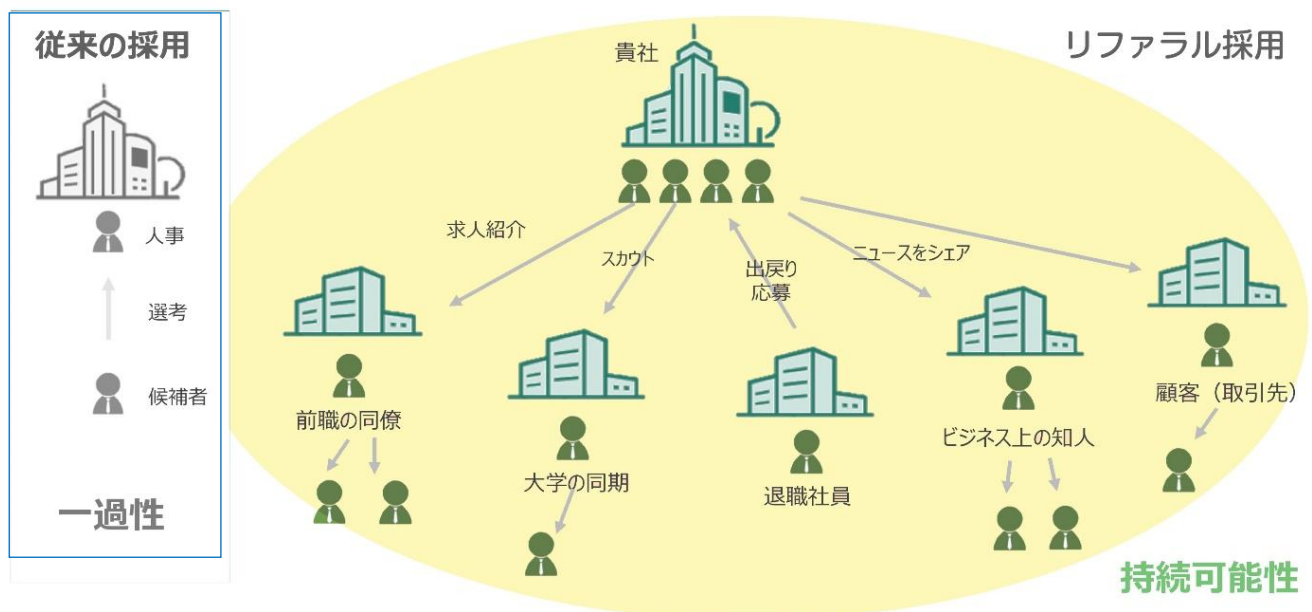 従来の採用
人事
選考
候補者
一過性
リファラル採用
貴社
求人紹介
スカウト
出戻り
応募
ニュースをシェア
前職の同僚
大学の同期
退職社員
ビジネス上の知人
顧客（取引先）
持続可能性